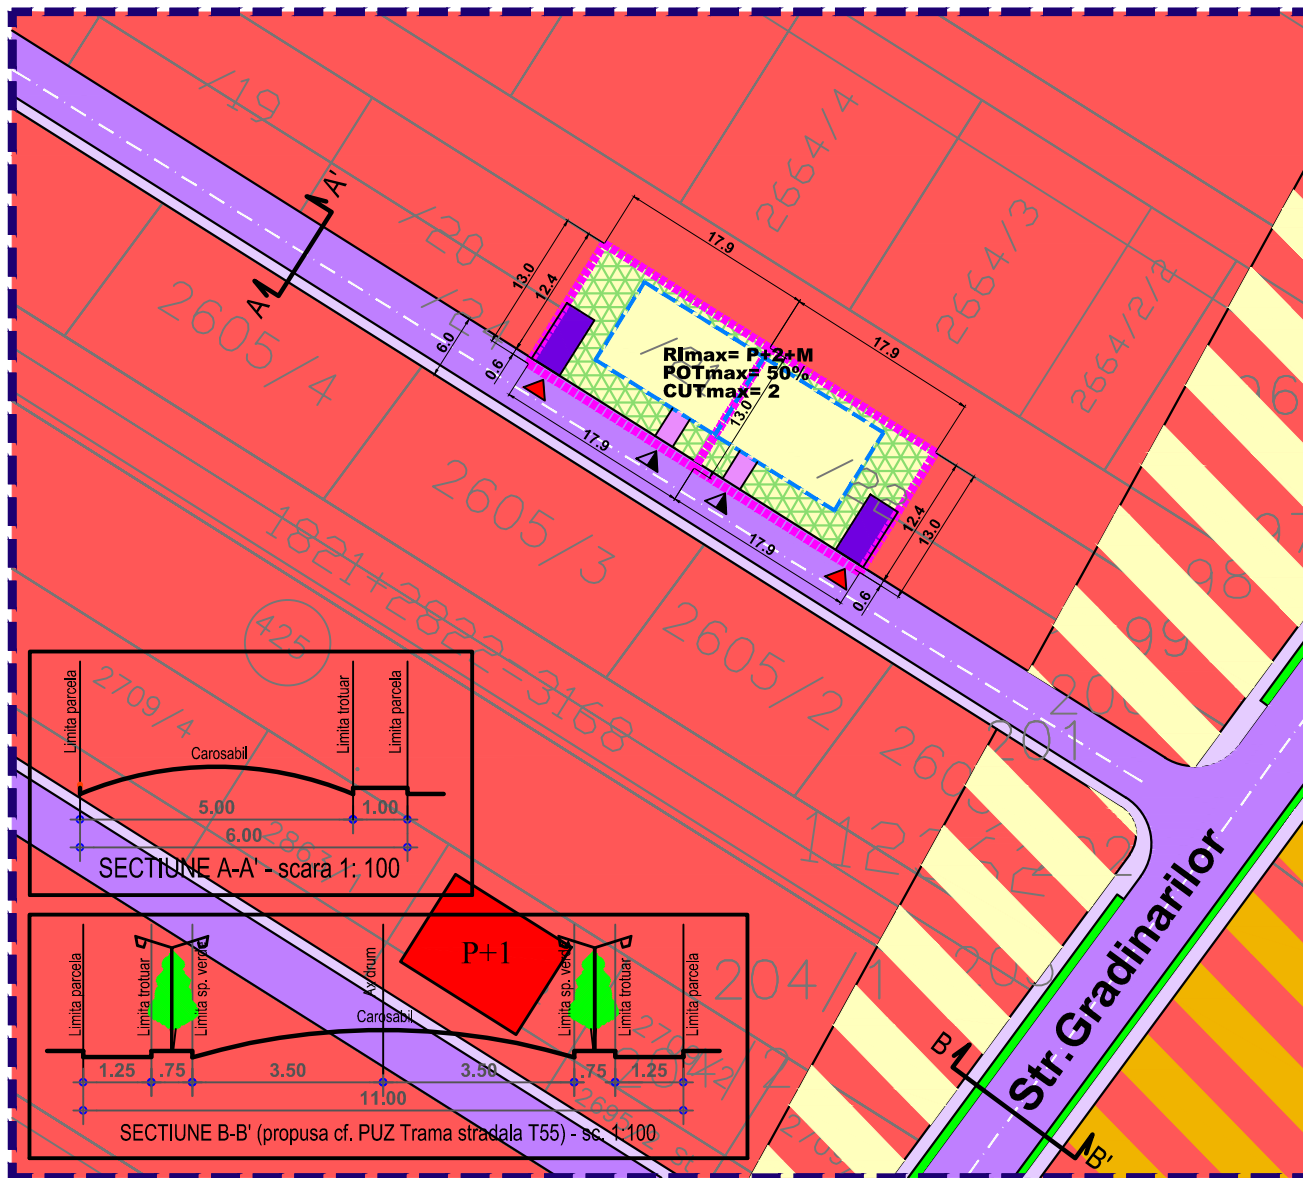 /19
2664/4
A'
/20
17.9
2664/3
13.0
12.4
A
/21
2664/2/2
2605/4
6.0
0.6
17.9
RImax= P+2+M
POTmax= 50%
CUTmax= 2
13.0
17.9
2605/3
12.4
13.0
17.9
0.6
1821+2822-3168
425
98
99
2605/2
201
2709/4
Limita parcela
Limita trotuar
Limita parcela
Carosabil
5.00
1.00
6.00
SECTIUNE A-A' - scara 1: 100
P+1
204/1
Str.Gradinarilor
B
B'
Limita parcela
Limita trotuar
Limita sp. verde
Ax drum
Limita sp. verde
Limita trotuar
Limita parcela
Carosabil
1.25
.75
3.50
3.50
.75
1.25
11.00
SECTIUNE B-B' (propusa cf. PUZ Trama stradala T55) - sc. 1:100